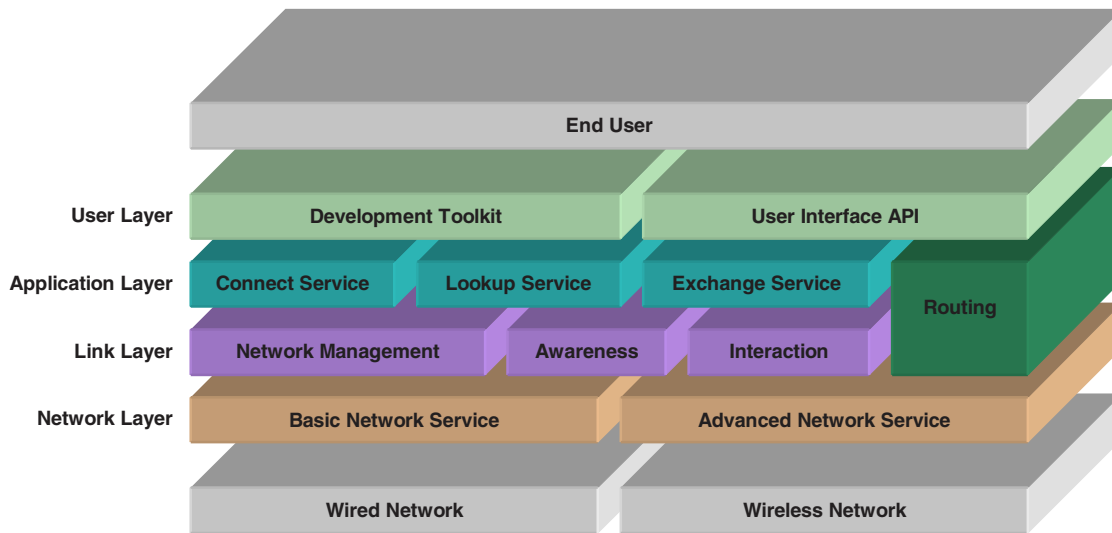 End User
User Layer
Development Toolkit
User Interface API
Application Layer
Connect Service
Lookup Service
Exchange Service
Routing
Link Layer
Network Management
Awareness
Interaction
Network Layer
Basic Network Service
Advanced Network Service
Wired Network
Wireless Network